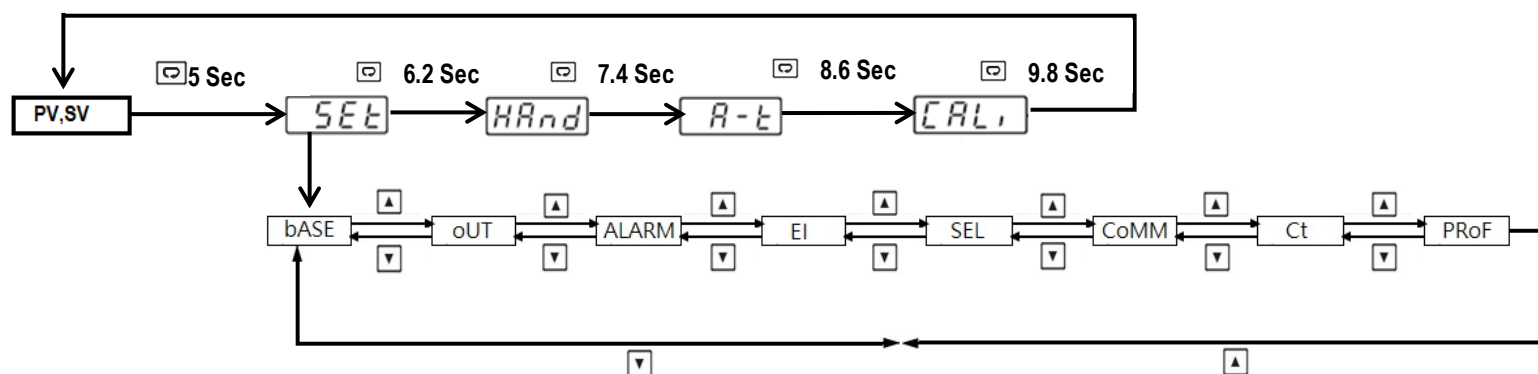 5 Sec 6.2 Sec 7.4 Sec 8.6 Sec 9.8 Sec
PV,SV SEt HAnd A-t CALi
bASE oUT ALARM EI SEL CoMM Ct PRoF